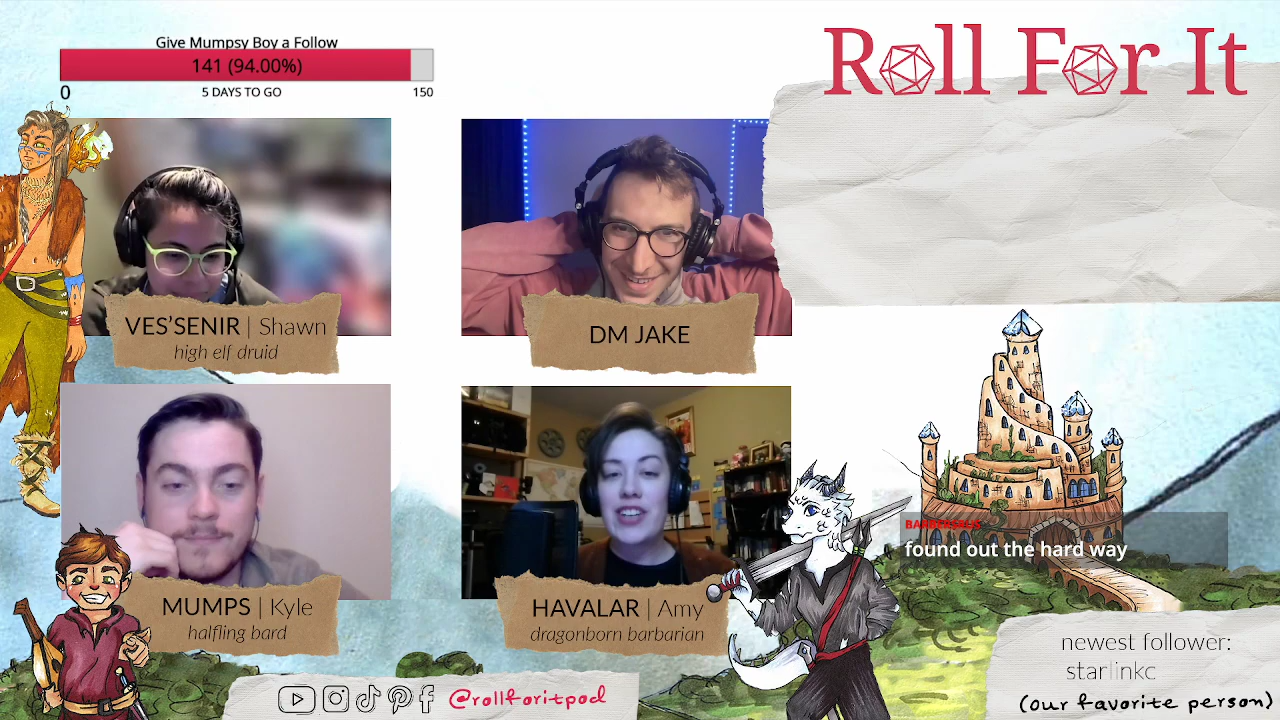 Give Mumpsy Boy a Follow
141 (94.00%)
0
5 DAYS TO GO
150
Roll For It
VES'SENIR | Shawn
high elf druid
DM JAKE
MUMPS | Kyle
halfling bard
HAVALAR | Amy
dragonborn barbarian
found out the hard way
newest follower:
starlinkc
(our favorite person)
@rollforitpod